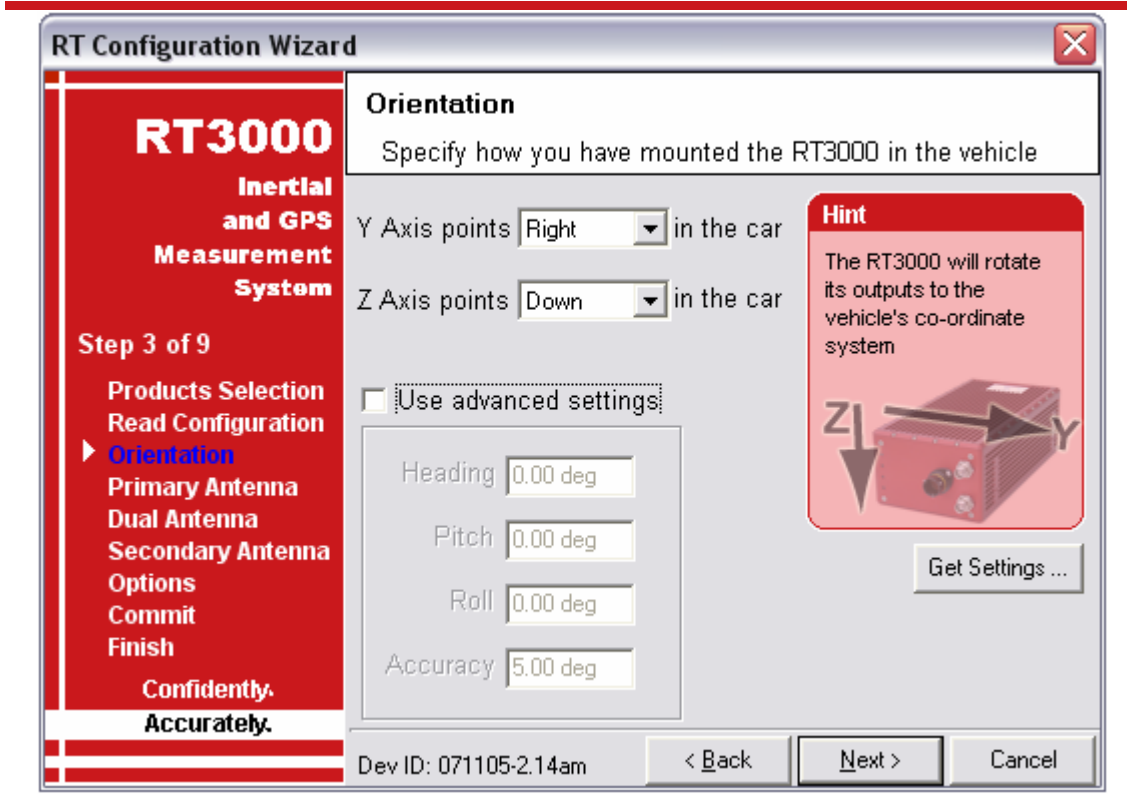 RT Configuration Wizard
RT3000
Inertial
and GPS
Measurement
System
Step 3 of 9
Products Selection
Read Configuration
Orientation
Primary Antenna
Dual Antenna
Secondary Antenna
Options
Commit
Finish
Confidently.
Accurately.
Orientation
Specify how you have mounted the RT3000 in the vehicle
Y Axis points Right in the car
Z Axis points Down in the car
Use advanced settings
Heading 0.00 deg
Pitch 0.00 deg
Roll 0.00 deg
Accuracy 5.00 deg
Hint
The RT3000 will rotate
its outputs to the
vehicle's co-ordinate
system
Z Y
Get Settings ...
Dev ID: 071105-2.14am
< Back Next > Cancel